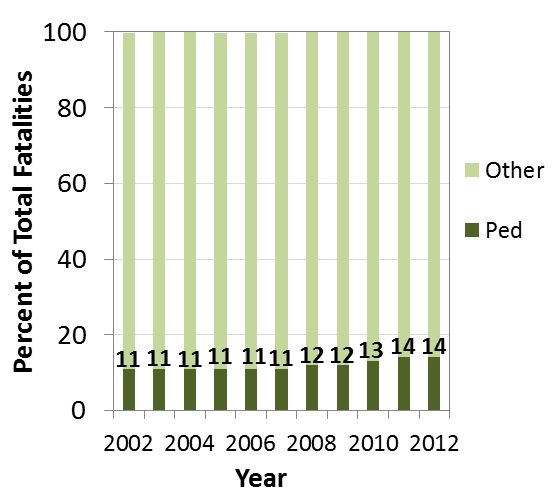 100
80
60
40
20
0
Percent of Total Fatalities
11 11 11 11 11 11 12 12 13 14 14
2002 2004 2006 2008 2010 2012
Year
Other
Ped